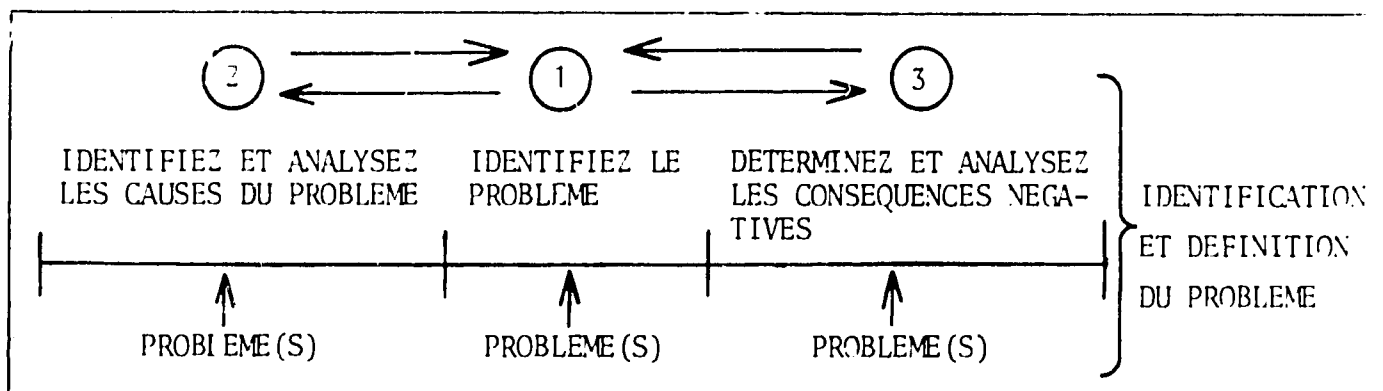 2 1 3
IDENTIFIEZ ET ANALYSEZ
LES CAUSES DU PROBLEME
IDENTIFIEZ LE
PROBLEME
DETERMINEZ ET ANALYSEZ
LES CONSEQUENCES NEGA-
TIVES
IDENTIFICATION
ET DEFINITION
DU PROBLEME
PROBLEME(S) PROBLEME(S) PROBLEME(S)